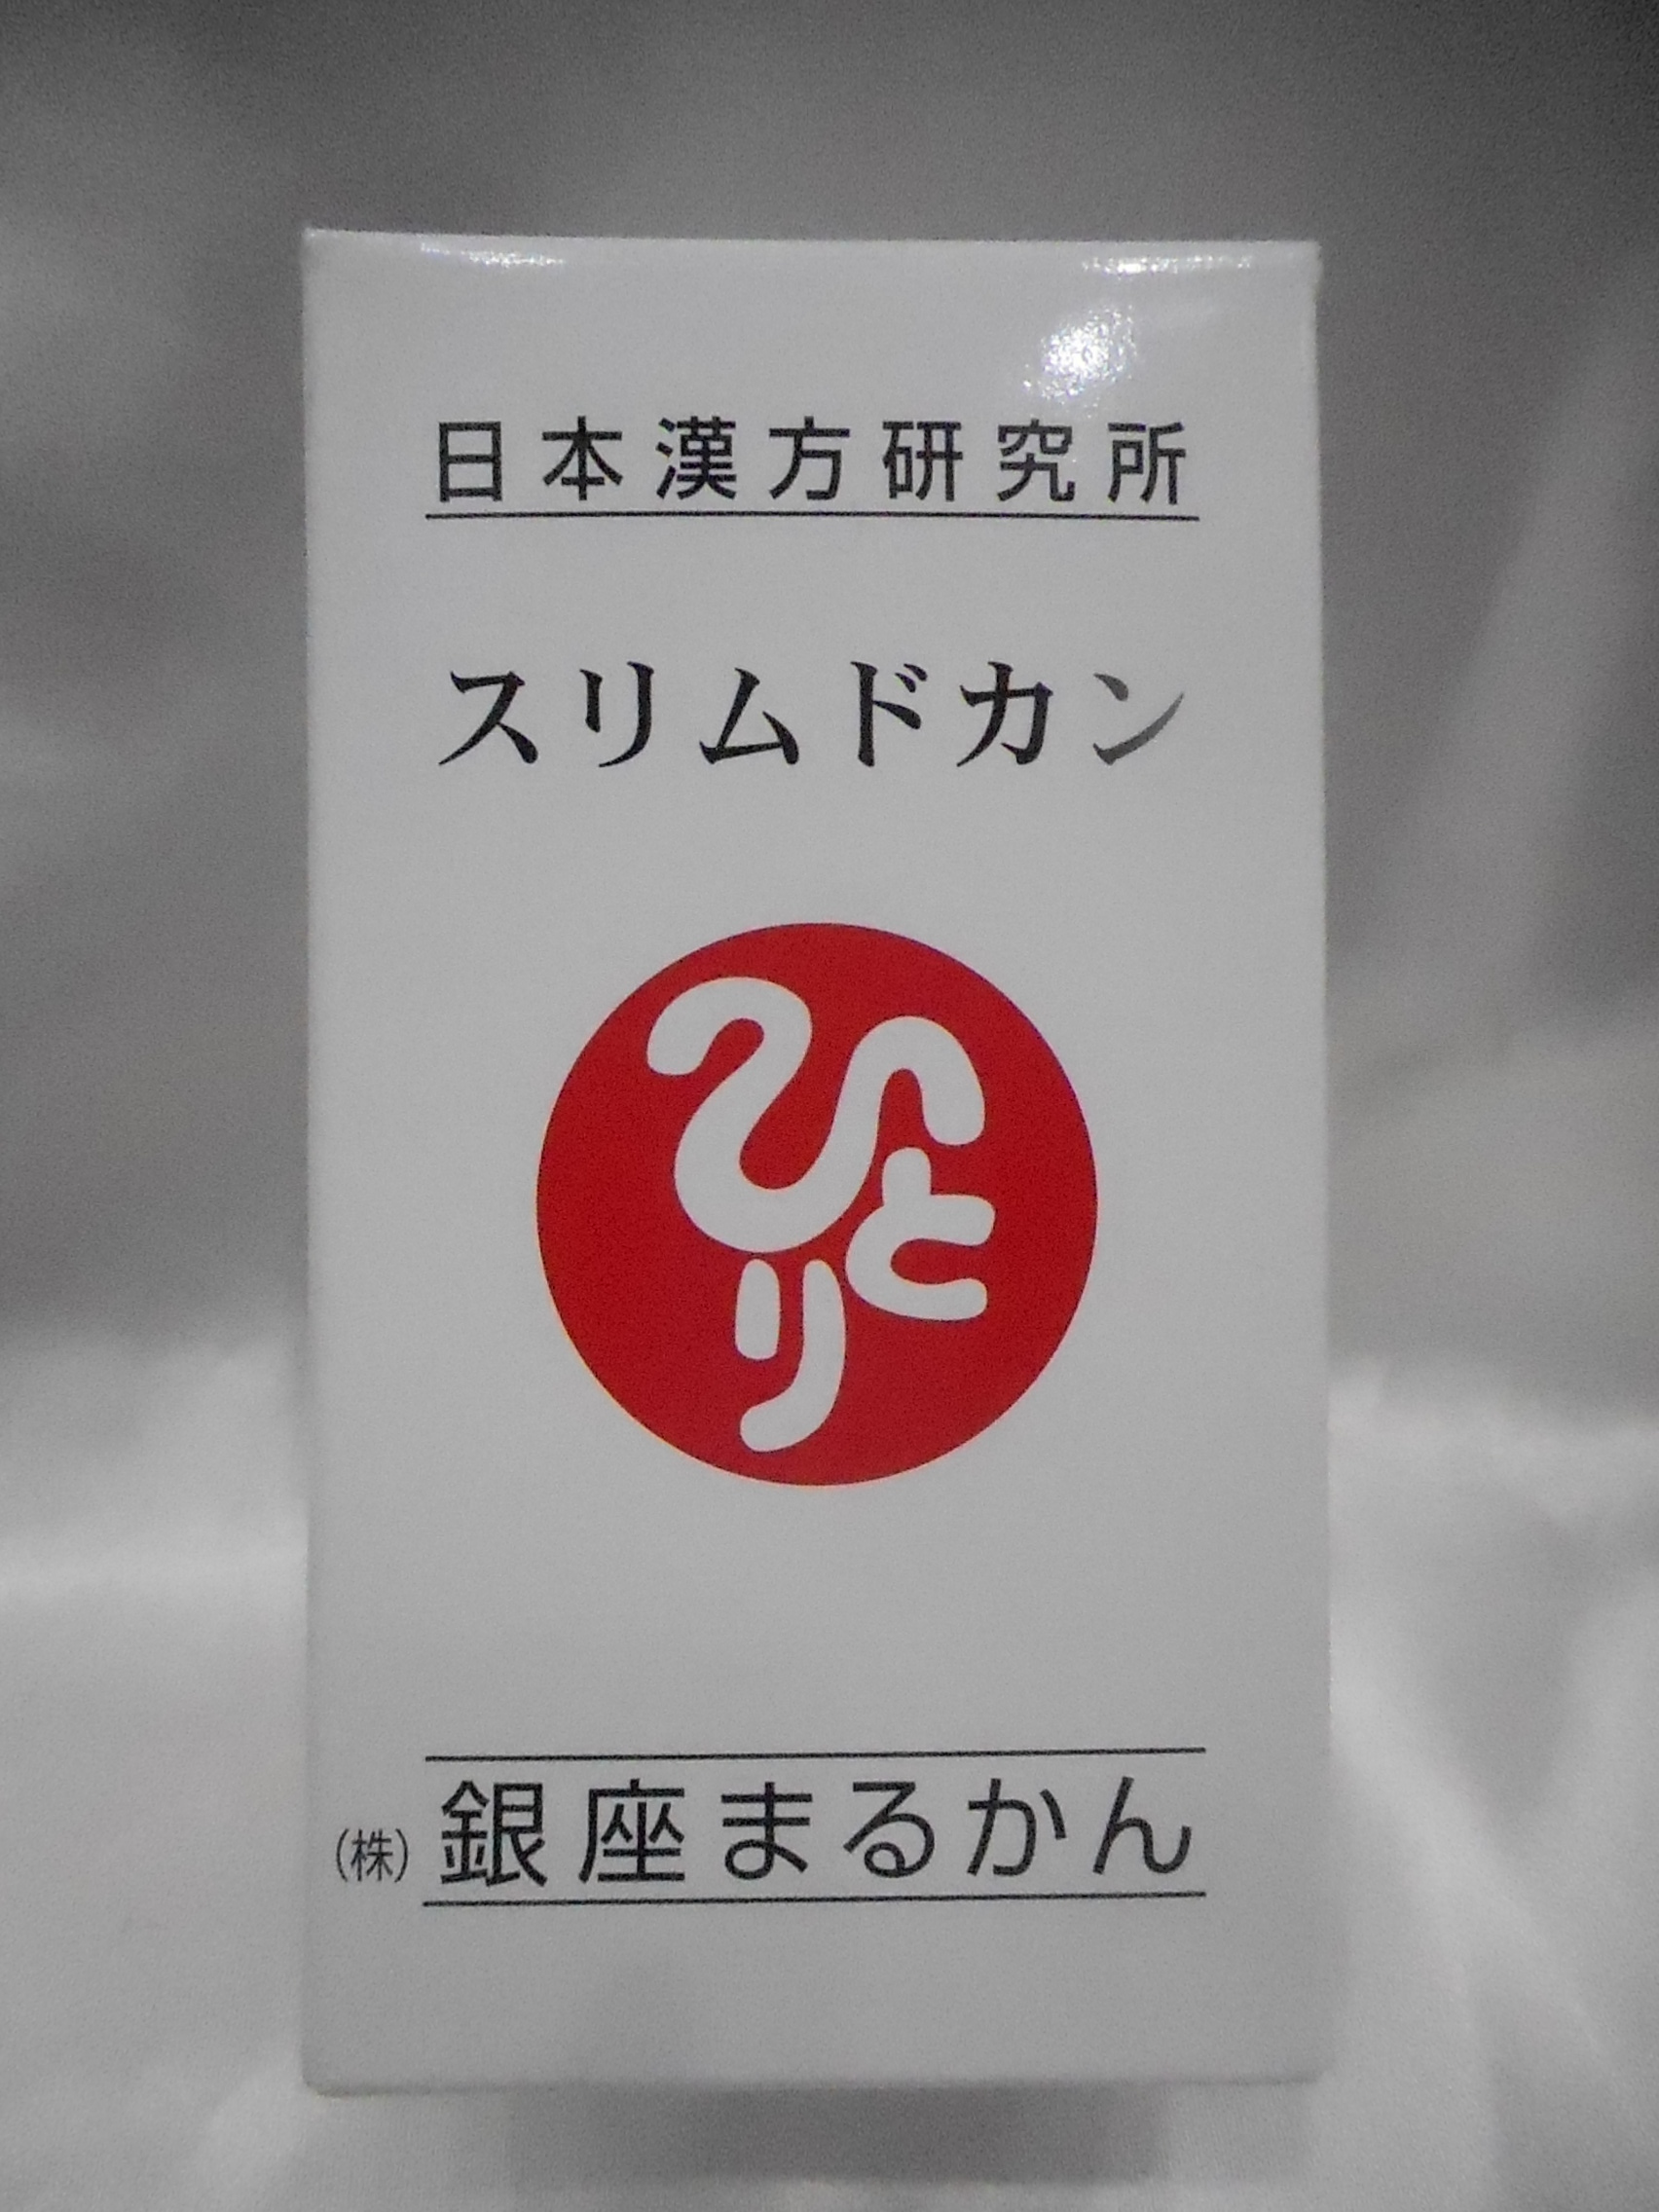 日本漢方研究所
スリムドカン
ひとり
(株)銀座まるかん